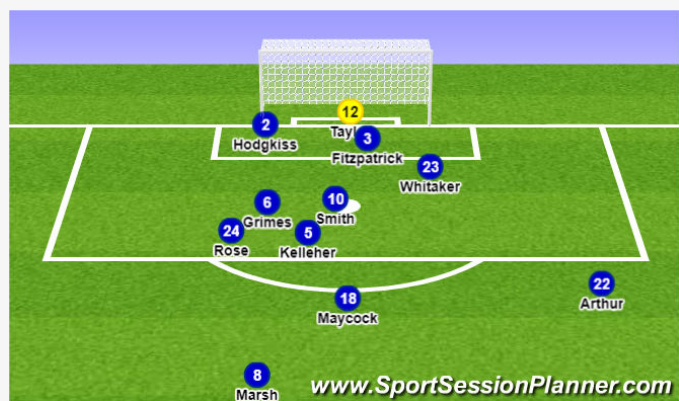 12
2
Hodgkiss
3
Fitzpatrick
23
Whitaker
6
Grimes
10
Smith
24
Rose
5
Kelleher
22
Arthur
18
Maycock
8
Marsh
www.SportSessionPlanner.com